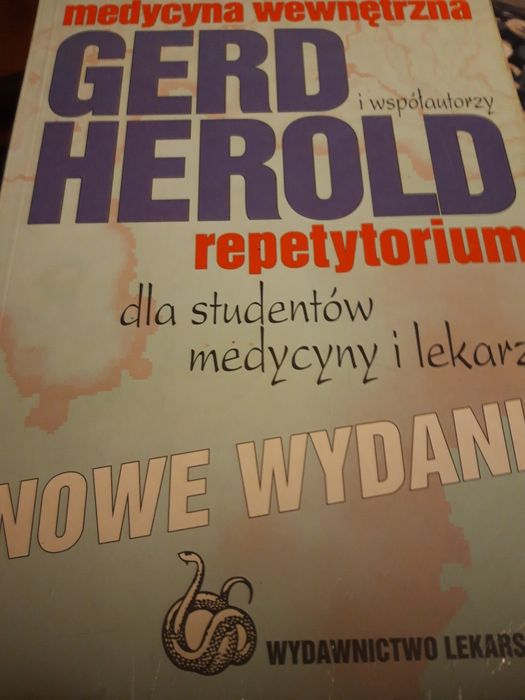 medycyna wewnętrzna
GERD
i współautorzy
HEROLD
repetytorium
dla studentów
medycyny i lekarz
NOWE WYDANI
WYDAWNICTWO LEKARS